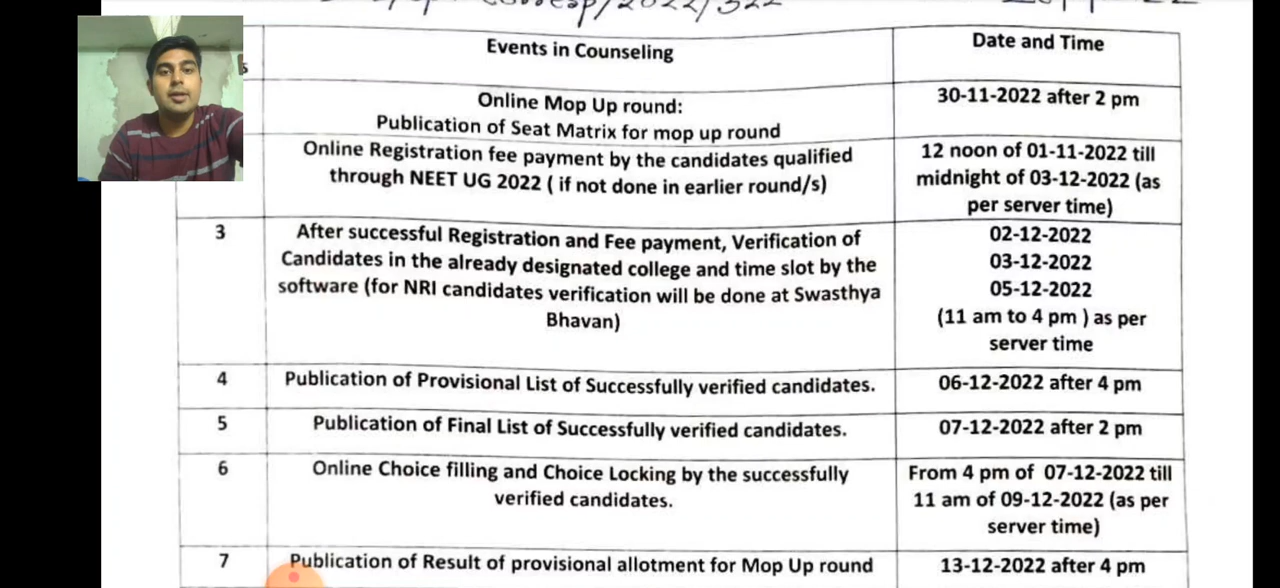 Events in Counseling
Date and Time
Online Mop Up round:
Publication of Seat Matrix for mop up round
30-11-2022 after 2 pm
Online Registration fee payment by the candidates qualified
through NEET UG 2022 ( if not done in earlier round/s)
12 noon of 01-11-2022 till
midnight of 03-12-2022 (as
per server time)
3
After successful Registration and Fee payment, Verification of
Candidates in the already designated college and time slot by the
software (for NRI candidates verification will be done at Swasthya
Bhavan)
02-12-2022
03-12-2022
05-12-2022
(11 am to 4 pm ) as per
server time
4
Publication of Provisional List of Successfully verified candidates.
06-12-2022 after 4 pm
5
Publication of Final List of Successfully verified candidates.
07-12-2022 after 2 pm
6
Online Choice filling and Choice Locking by the successfully
verified candidates.
From 4 pm of 07-12-2022 till
11 am of 09-12-2022 (as per
server time)
7
Publication of Result of provisional allotment for Mop Up round
13-12-2022 after 4 pm